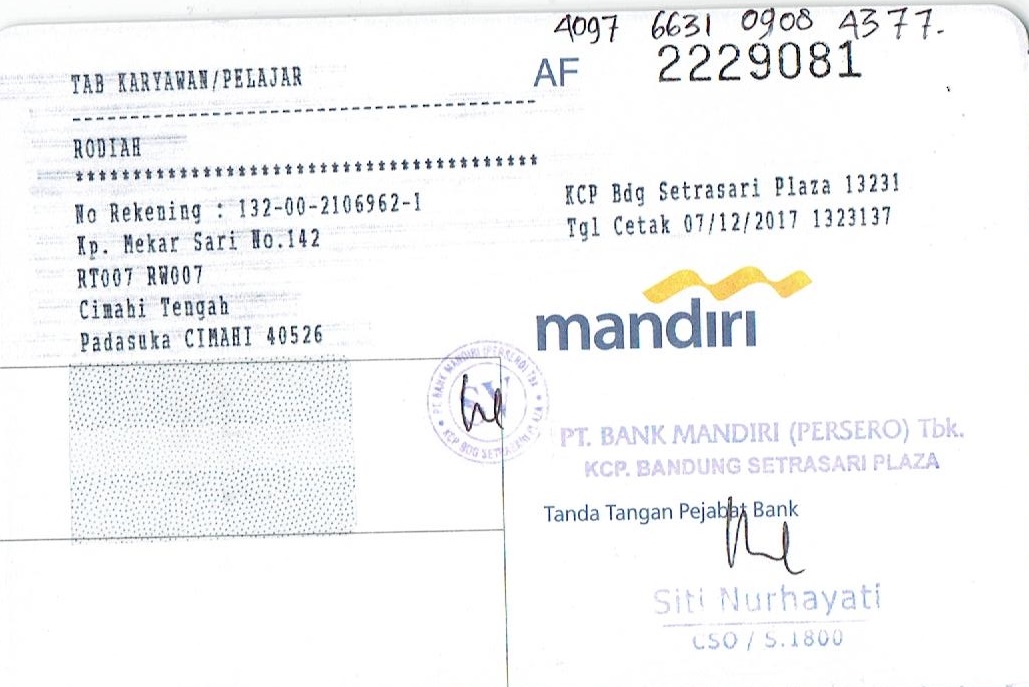 4097 6631 0908 4377.
AF 2229081
TAB KARYAWAN/PELAJAR
------------------------------------------------
RODIAH
****************************************
No Rekening : 132-00-2106962-1
Kp. Mekar Sari No.142
RT007 RW007
Cimahi Tengah
Padasuka CIMAHI 40526
KCP Bdg Setrasari Plaza 13231
Tgl Cetak 07/12/2017 1323137
mandiri
PT. BANK MANDIRI (PERSERO) Tbk
KCP BDG SETRASARI PLAZA
SV
PT. BANK MANDIRI (PERSERO) Tbk.
KCP. BANDUNG SETRASARI PLAZA
Tanda Tangan Pejabat Bank
Siti Nurhayati
CSO / S.1800